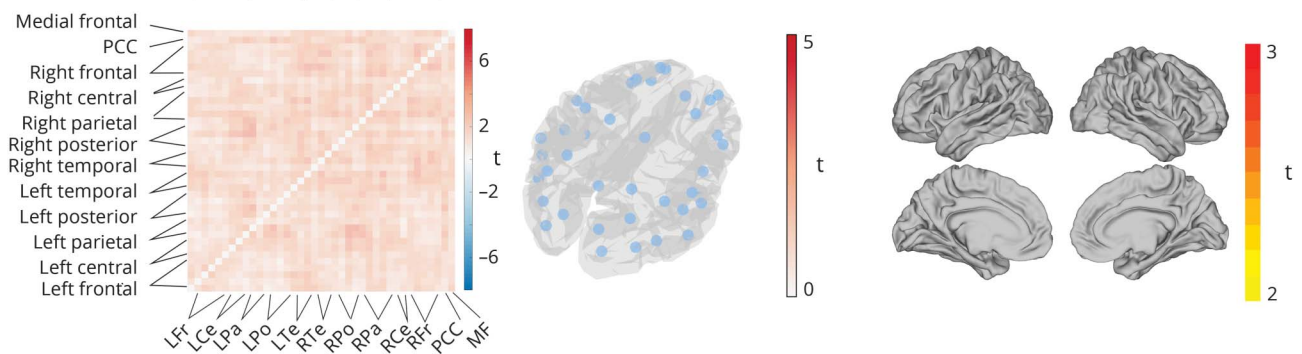 Medial frontal
PCC
Right frontal
Right central
Right parietal
Right posterior
Right temporal
Left temporal
Left posterior
Left parietal
Left central
Left frontal
LFr
LCe
LPa
LPo
LTe
RTe
RPo
RPa
RCe
RFr
PCC
MF
6
2
t
−2
−6
5
t
0
3
t
2